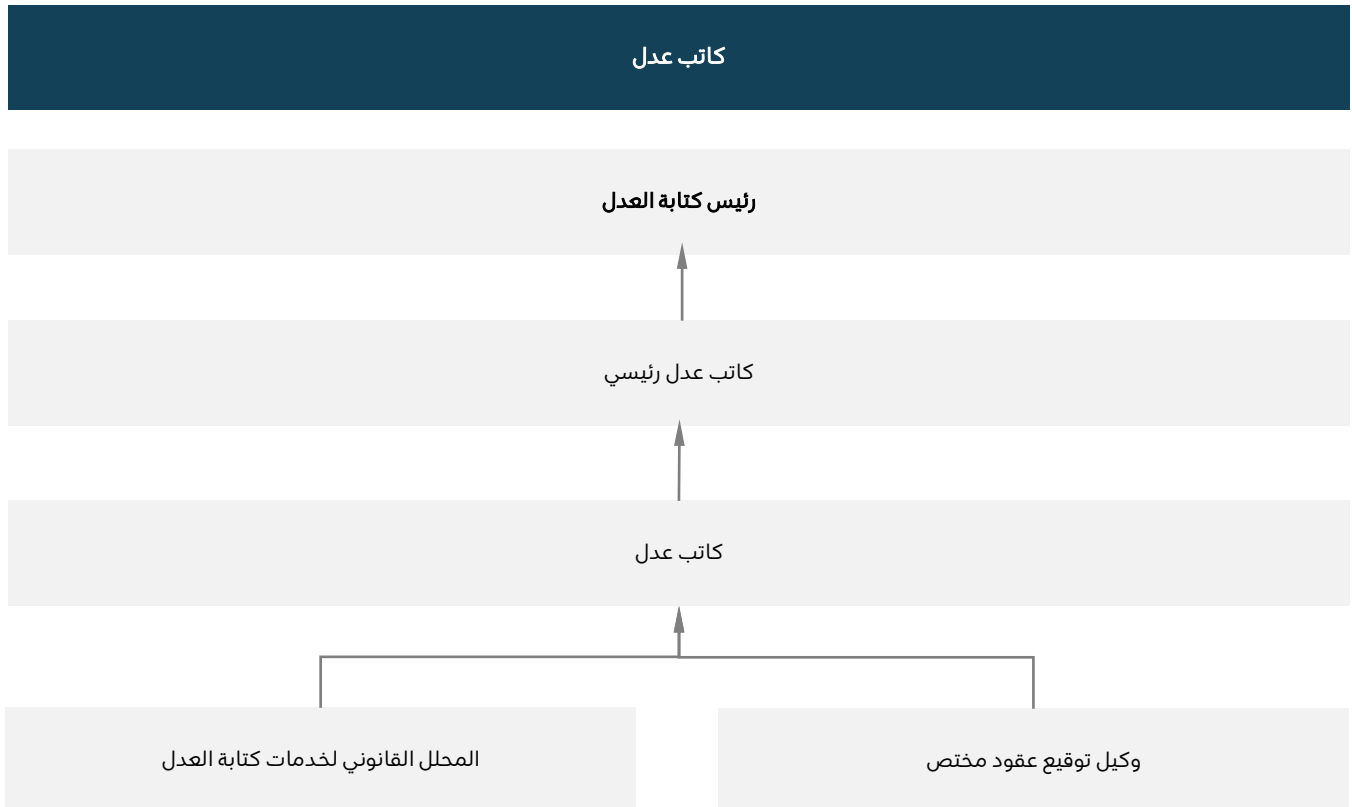 كاتب عدل
رئيس كتابة العدل
كاتب عدل رئيسي
كاتب عدل
وكيل توقيع عقود مختص
المحلل القانوني لخدمات كتابة العدل